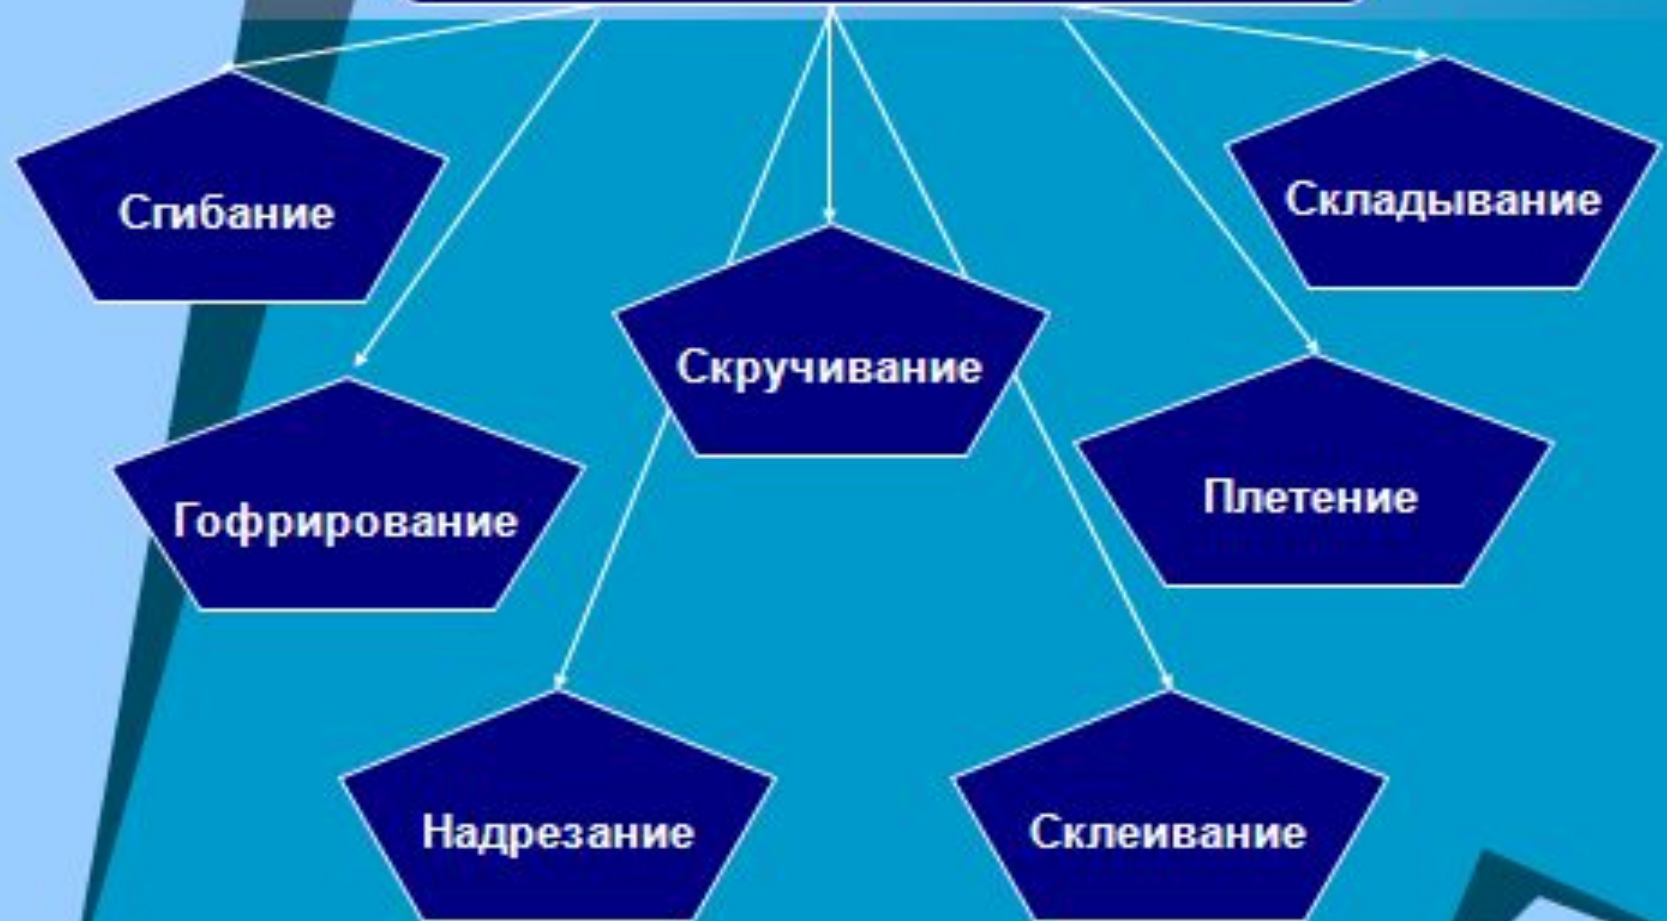 Сгибание
Складывание
Скручивание
Гофрирование
Плетение
Надрезание
Склеивание